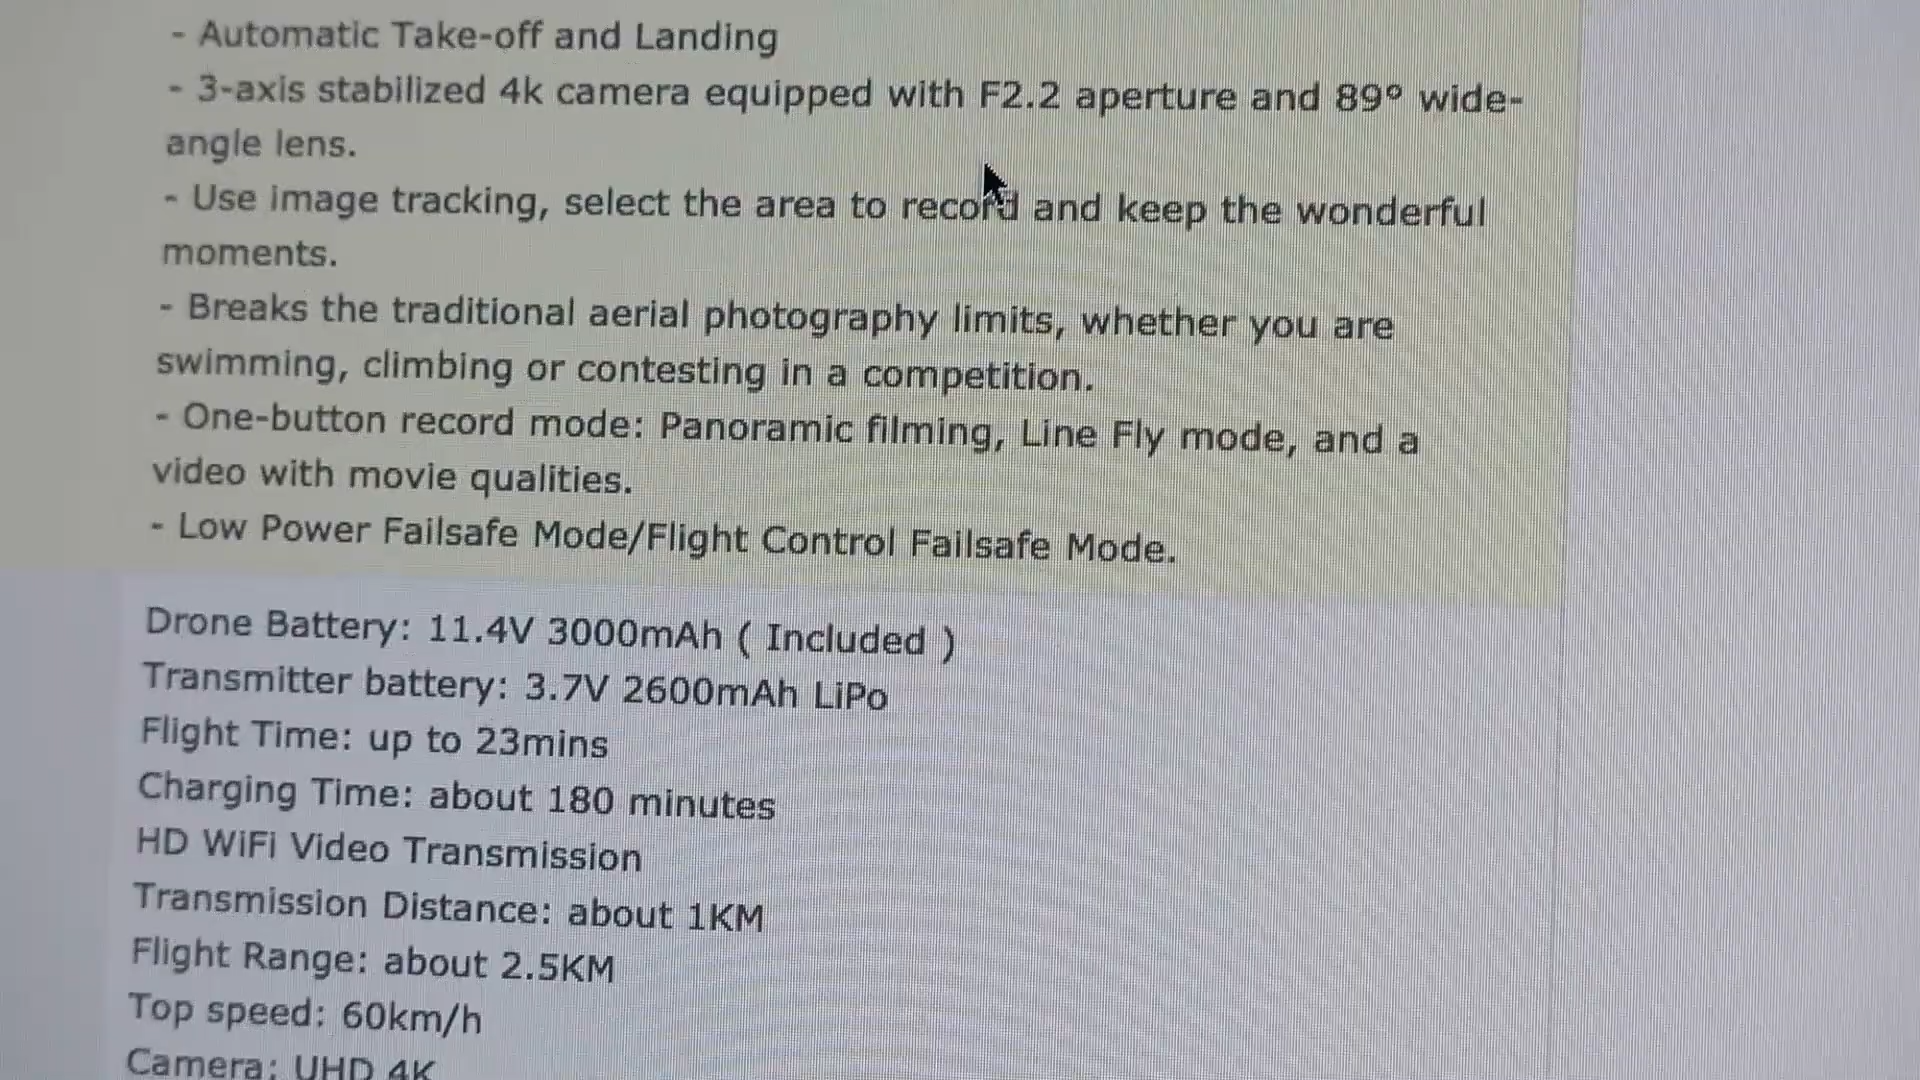 - Automatic Take-off and Landing
- 3-axis stabilized 4k camera equipped with F2.2 aperture and 89º wide-
angle lens.
- Use image tracking, select the area to record and keep the wonderful
moments.
- Breaks the traditional aerial photography limits, whether you are
swimming, climbing or contesting in a competition.
- One-button record mode: Panoramic filming, Line Fly mode, and a
video with movie qualities.
- Low Power Failsafe Mode/Flight Control Failsafe Mode.
Drone Battery: 11.4V 3000mAh ( Included )
Transmitter battery: 3.7V 2600mAh LiPo
Flight Time: up to 23mins
Charging Time: about 180 minutes
HD WiFi Video Transmission
Transmission Distance: about 1KM
Flight Range: about 2.5KM
Top speed: 60km/h
Camera: UHD 4K